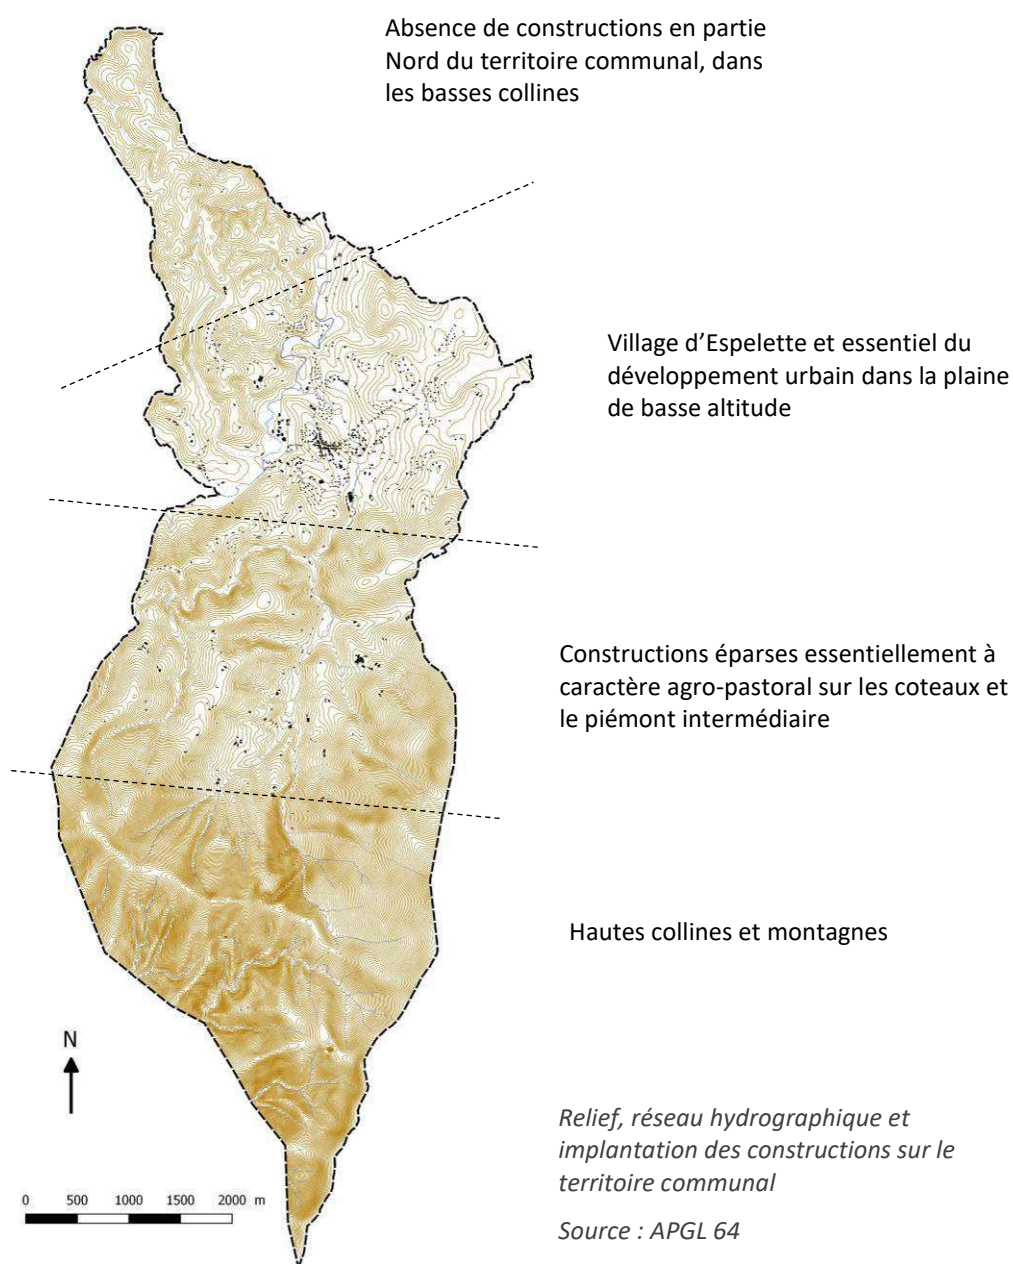 Absence de constructions en partie
Nord du territoire communal, dans
les basses collines
Village d’Espelette et essentiel du
développement urbain dans la plaine
de basse altitude
Constructions éparses essentiellement à
caractère agro-pastoral sur les coteaux et
le piémont intermédiaire
Hautes collines et montagnes
N
Relief, réseau hydrographique et
implantation des constructions sur le
territoire communal
0 500 1000 1500 2000 m
Source : APGL 64